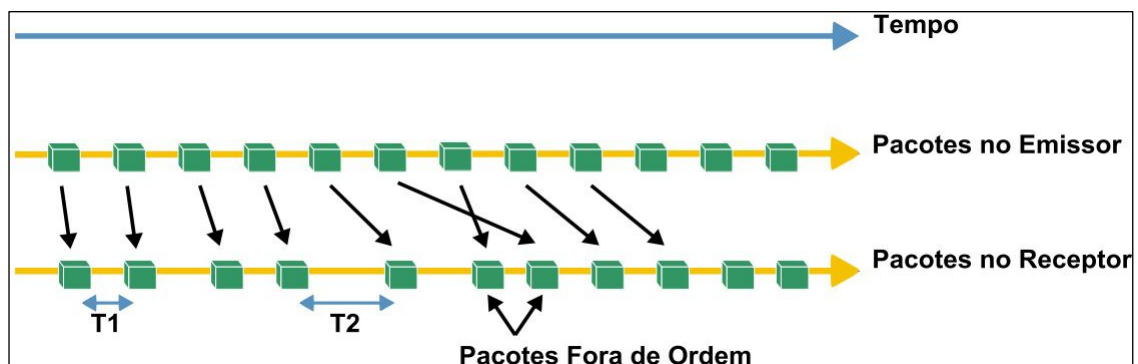 Tempo
Pacotes no Emissor
Pacotes no Receptor
T1
T2
Pacotes Fora de Ordem